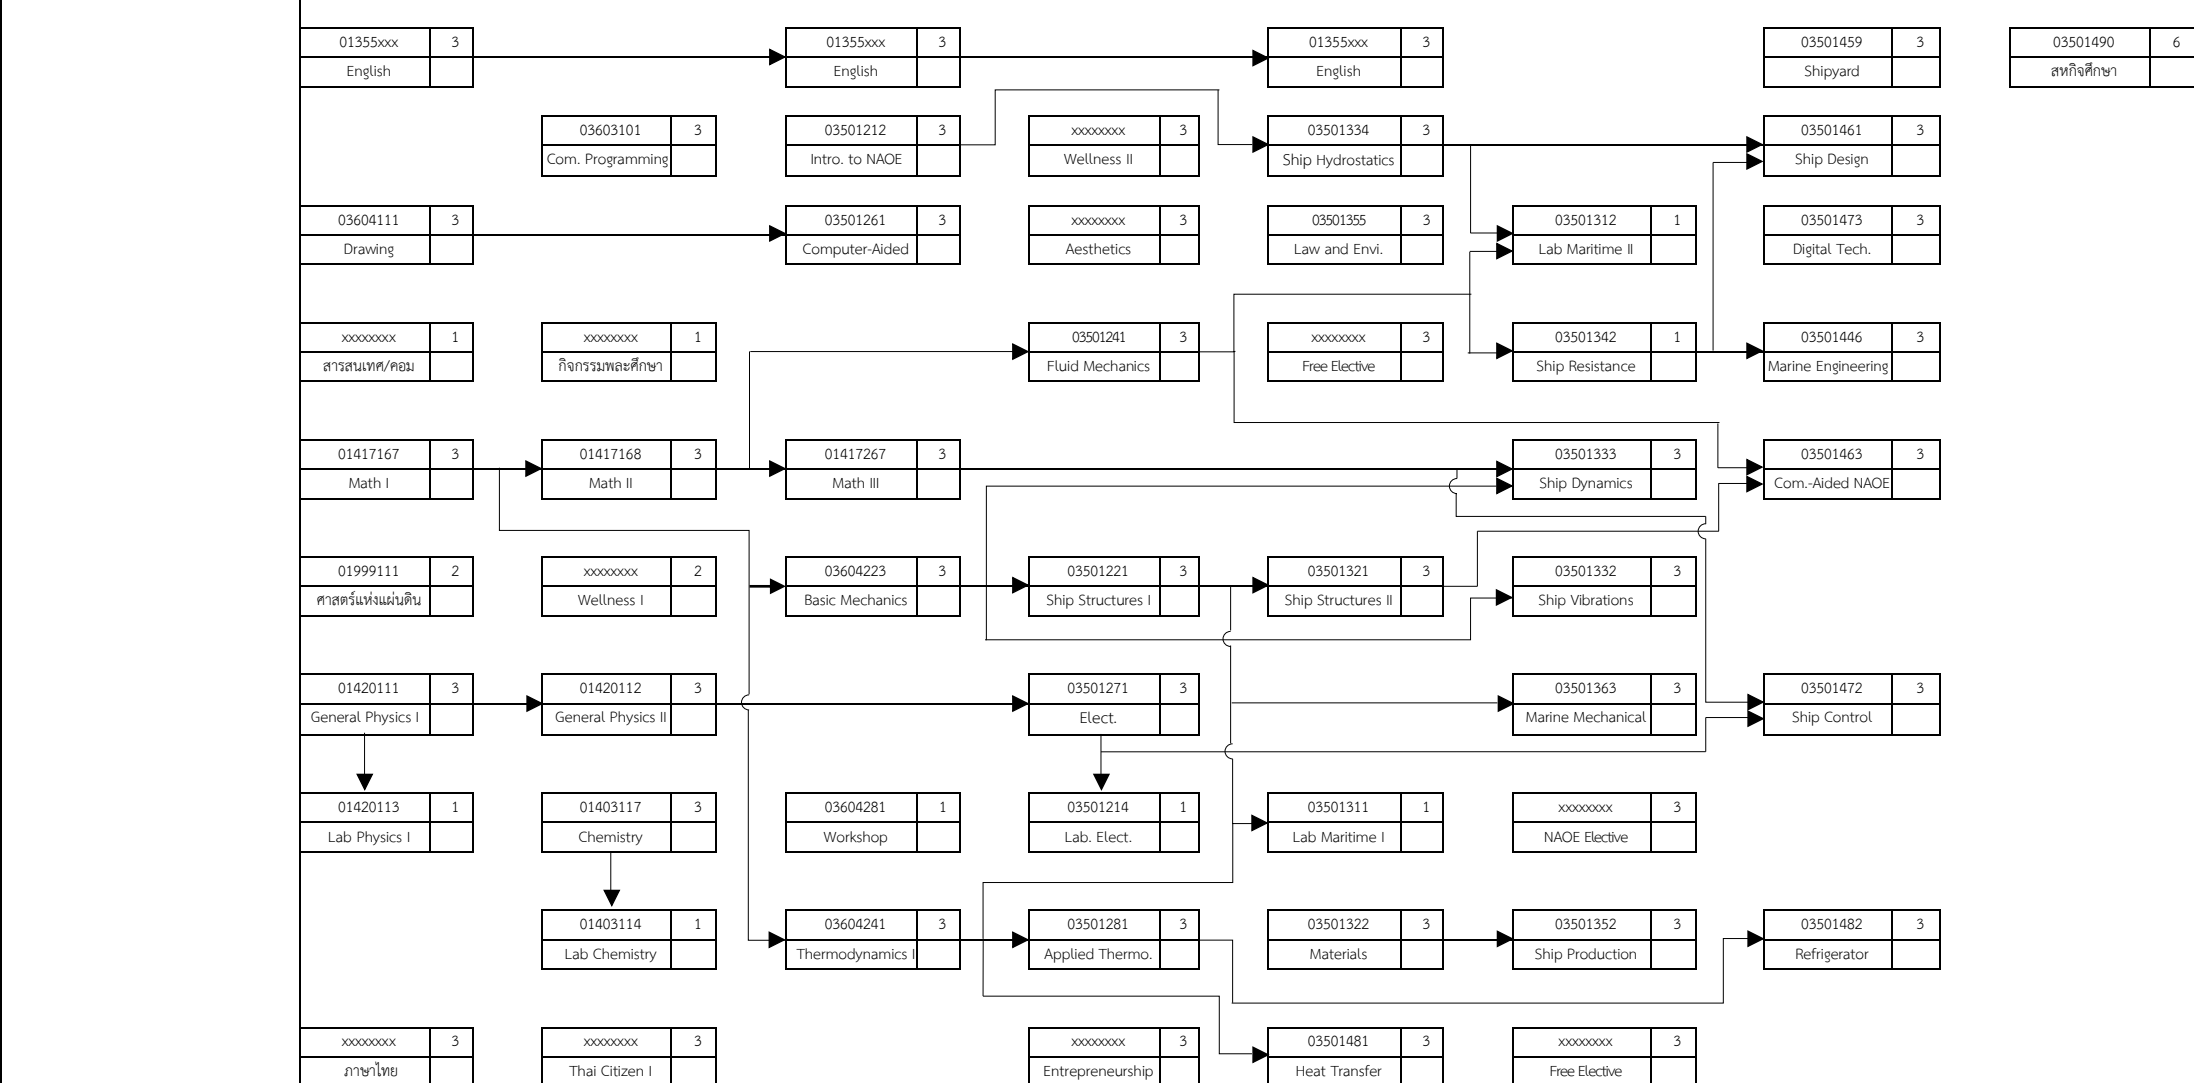 01355xxx 3 01355xxx 3 01355xxx 3 03501459 3 03501490 6
English English English Shipyard สหกิจศึกษา
03603101 3 03501212 3 xxxxxxxx 3 03501334 3 03501461 3
Com. Programming Intro. to NAOE Wellness II Ship Hydrostatics Ship Design
03604111 3 03501261 3 xxxxxxxx 3 03501355 3 03501312 1 03501473 3
Drawing Computer-Aided Aesthetics Law and Envi. Lab Maritime II Digital Tech.
xxxxxxxx 1 xxxxxxxx 1 03501241 3 xxxxxxxx 3 03501342 1 03501446 3
สารสนเทศ/คอม กิจกรรมพละศึกษา Fluid Mechanics Free Elective Ship Resistance Marine Engineering
01417167 3 01417168 3 01417267 3 03501333 3 03501463 3
Math I Math II Math III Ship Dynamics Com.-Aided NAOE
01999111 2 xxxxxxxx 2 03604223 3 03501221 3 03501321 3 03501332 3
ศาสตร์แห่งแผ่นดิน Wellness I Basic Mechanics Ship Structures I Ship Structures II Ship Vibrations
01420111 3 01420112 3 03501271 3 03501363 3 03501472 3
General Physics I General Physics II Elect. Marine Mechanical Ship Control
01420113 1 01403117 3 03604281 1 03501214 1 03501311 1 xxxxxxxx 3
Lab Physics I Chemistry Workshop Lab. Elect. Lab Maritime I NAOE Elective
01403114 1 03604241 3 03501281 3 03501322 3 03501352 3 03501482 3
Lab Chemistry Thermodynamics I Applied Thermo. Materials Ship Production Refrigerator
xxxxxxxx 3 xxxxxxxx 3 xxxxxxxx 3 03501481 3 xxxxxxxx 3
ภาษาไทย Thai Citizen I Entrepreneurship Heat Transfer Free Elective